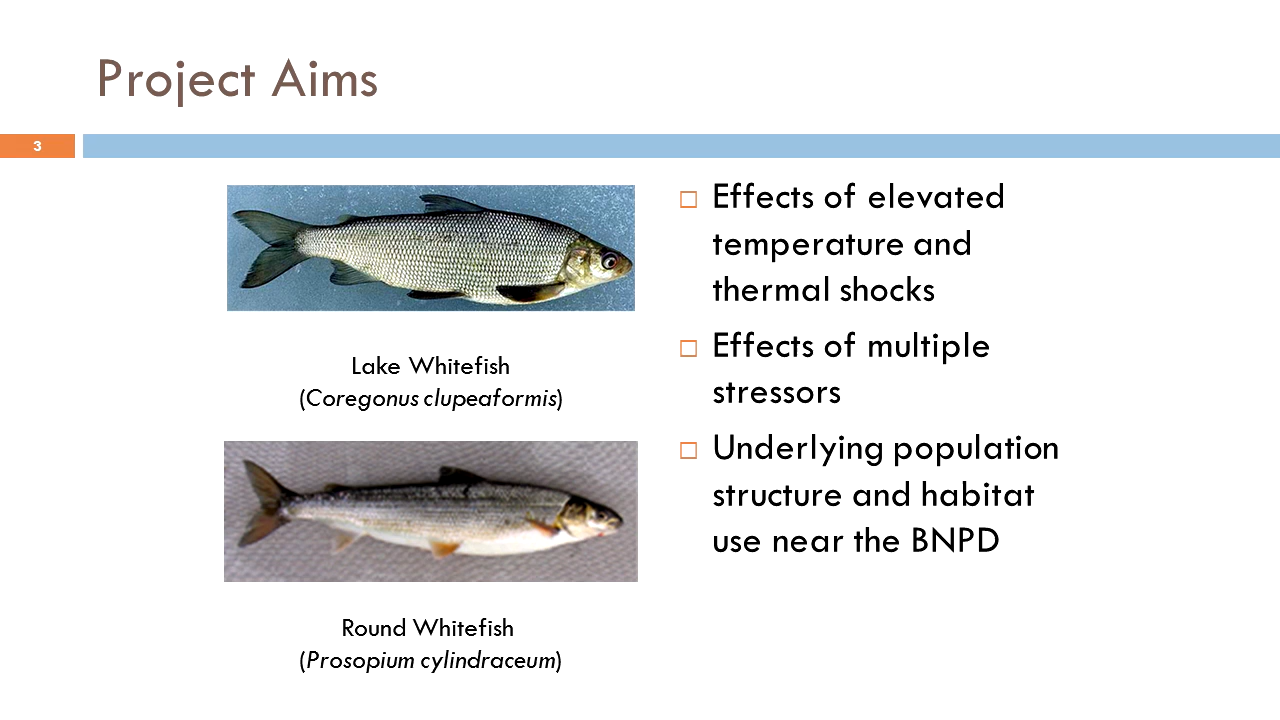 Project Aims
3
Lake Whitefish
(Coregonus clupeaformis)
Round Whitefish
(Prosopium cylindraceum)
□ Effects of elevated
temperature and
thermal shocks
□ Effects of multiple
stressors
□ Underlying population
structure and habitat
use near the BNPD